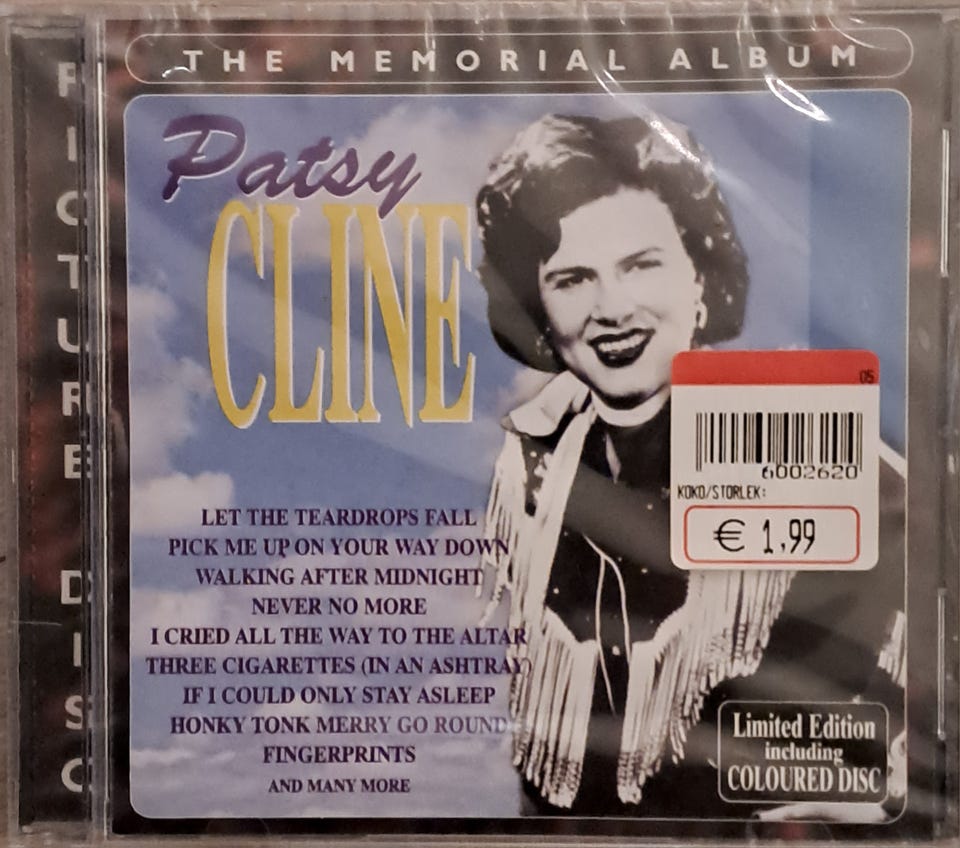 THE MEMORIAL ALBUM
PICTURE DISC
Patsy
CLINE
05
6002620
KOKO/STORLEK:
€ 1,99
LET THE TEARDROPS FALL
PICK ME UP ON YOUR WAY DOWN
WALKING AFTER MIDNIGHT
NEVER NO MORE
I CRIED ALL THE WAY TO THE ALTAR
THREE CIGARETTES (IN AN ASHTRAY)
IF I COULD ONLY STAY ASLEEP
HONKY TONK MERRY GO ROUND
FINGERPRINTS
AND MANY MORE
Limited Edition
including
COLOURED DISC